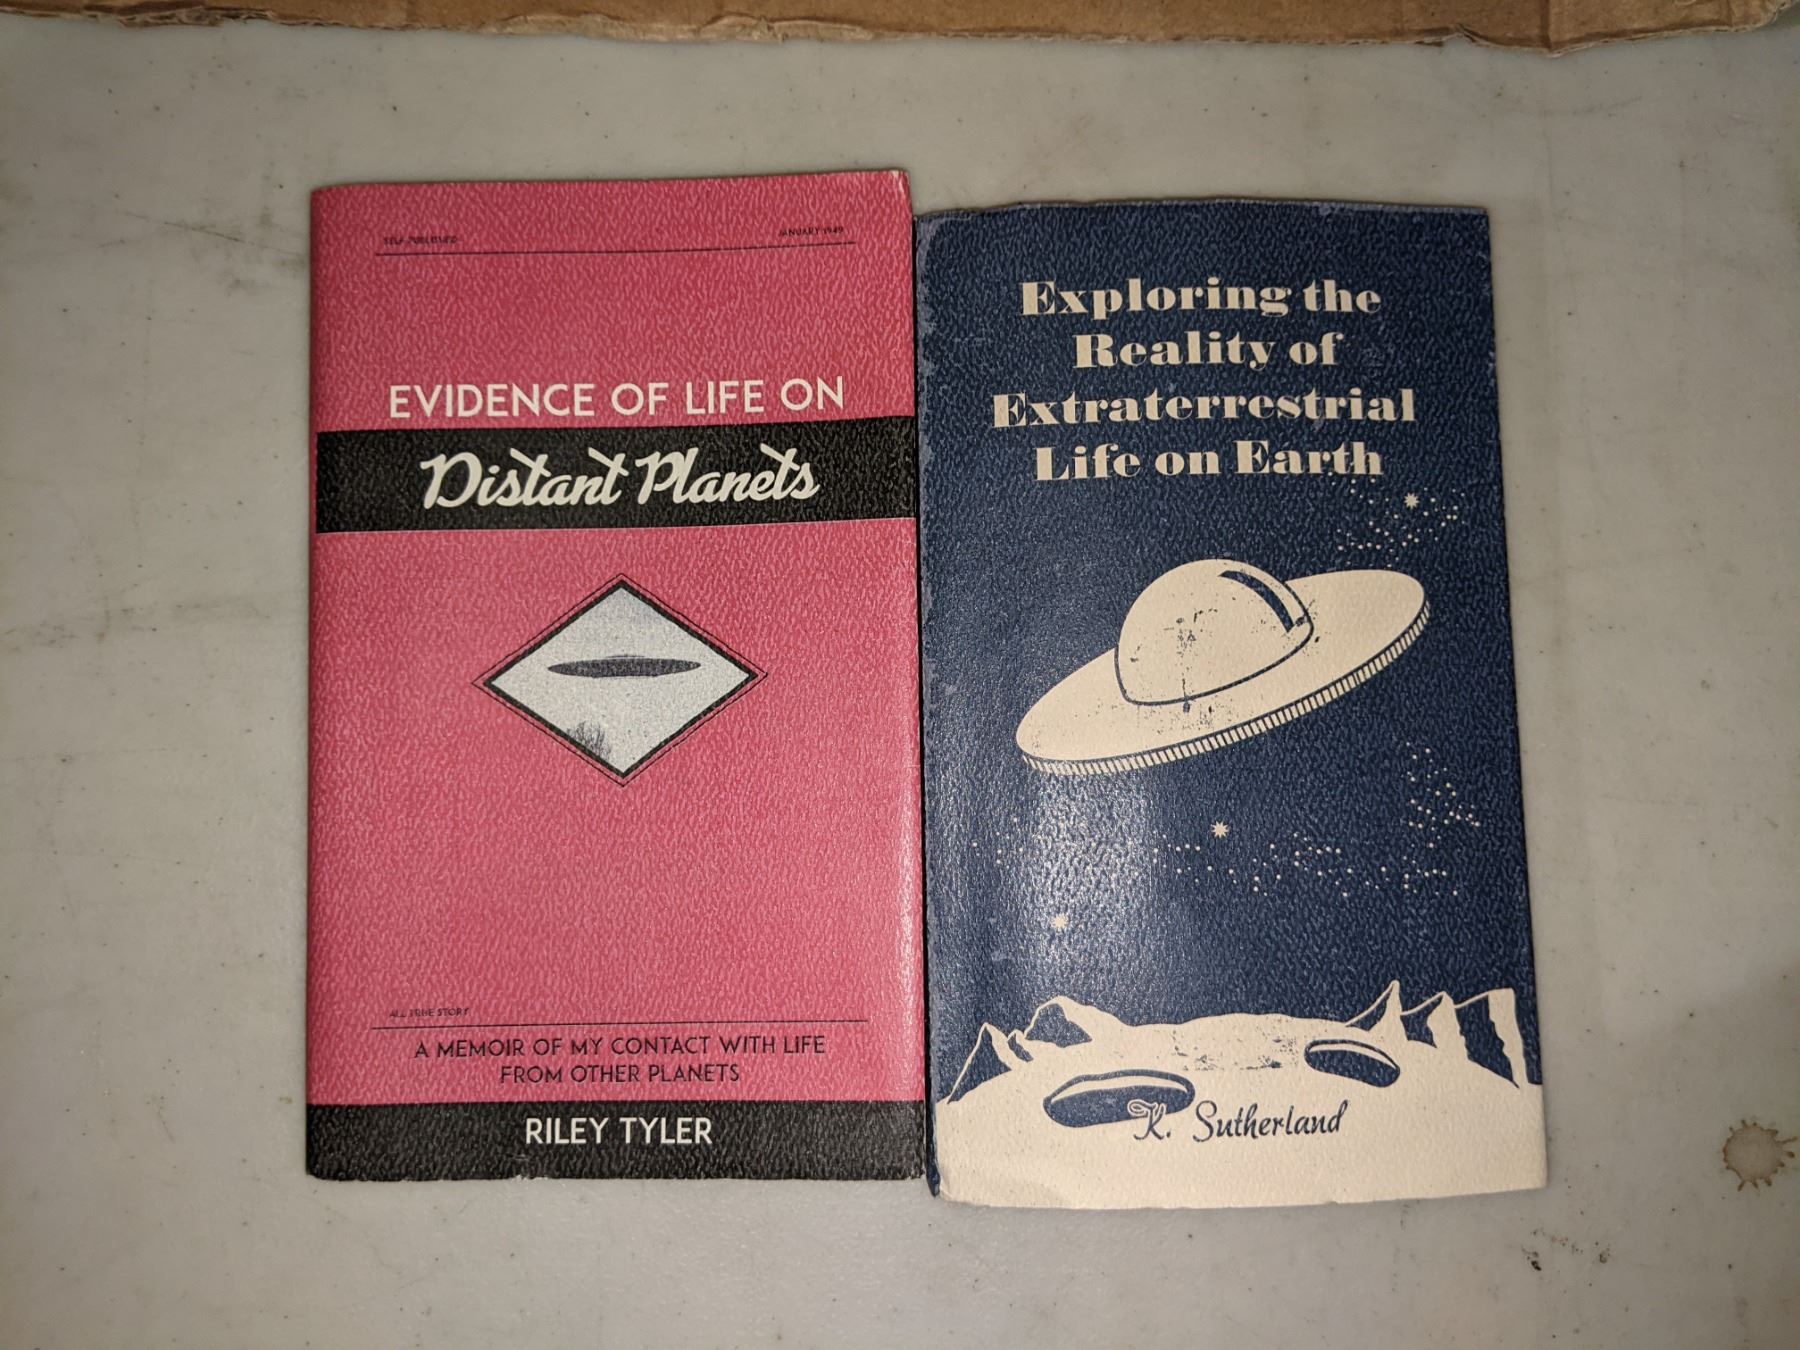 SELF-PUBLISHED
JANUARY 1949
EVIDENCE OF LIFE ON
Distant Planets
ALL TRUE STORY
A MEMOIR OF MY CONTACT WITH LIFE
FROM OTHER PLANETS
RILEY TYLER
Exploring the
Reality of
Extraterrestrial
Life on Earth
K. Sutherland